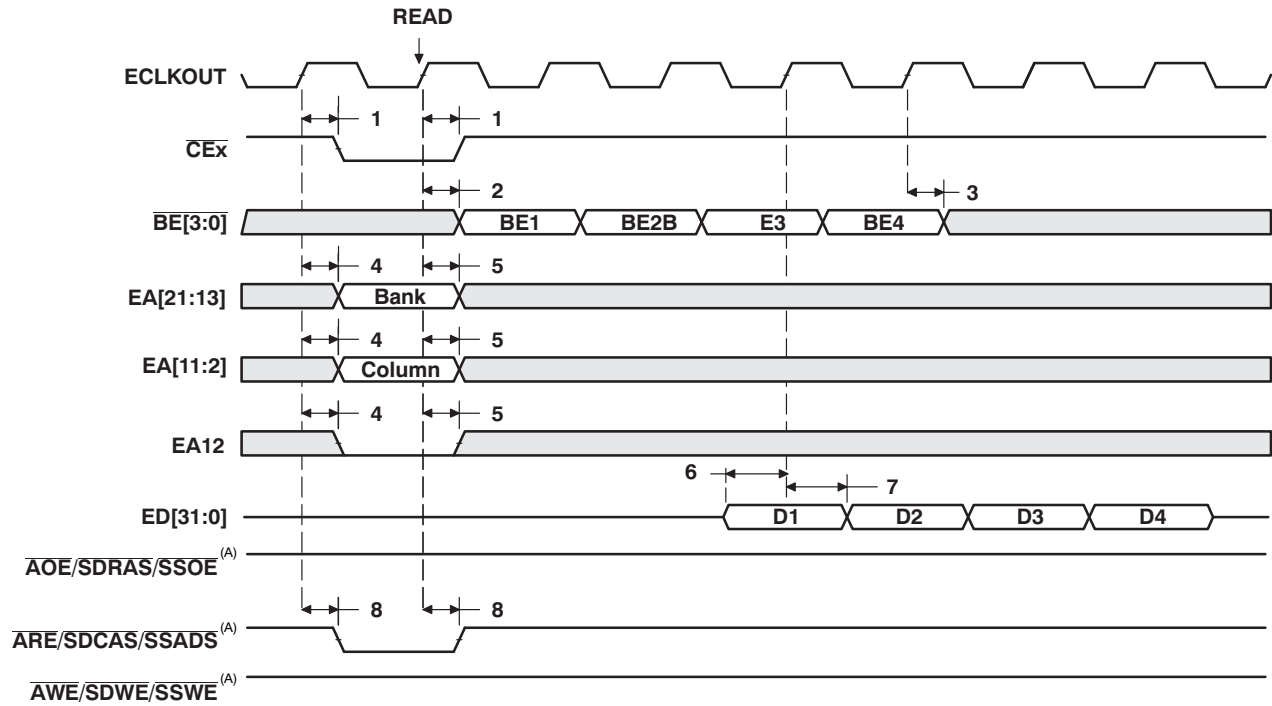 READ
ECLKOUT
1 1
CEx
2 3
BE[3:0] BE1 BE2B E3 BE4
4 5
EA[21:13] Bank
4 5
EA[11:2] Column
4 5
EA12
6 7
ED[31:0] D1 D2 D3 D4
AOE/SDRAS/SSOE(A)
8 8
ARE/SDCAS/SSADS(A)
AWE/SDWE/SSWE(A)